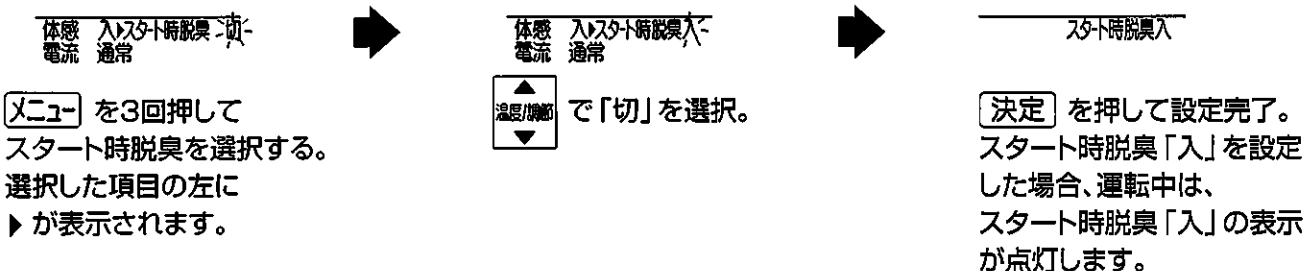 体感 入▶スタート時脱臭 切
電流 通常
メニュー を3回押して
スタート時脱臭を選択する。
選択した項目の左に
▶ が表示されます。
体感 入▶スタート時脱臭入
電流 通常
▲
温度/調節 で「切」を選択。
▼
スタート時脱臭入
決定 を押して設定完了。
スタート時脱臭「入」を設定
した場合、運転中は、
スタート時脱臭「入」の表示
が点灯します。